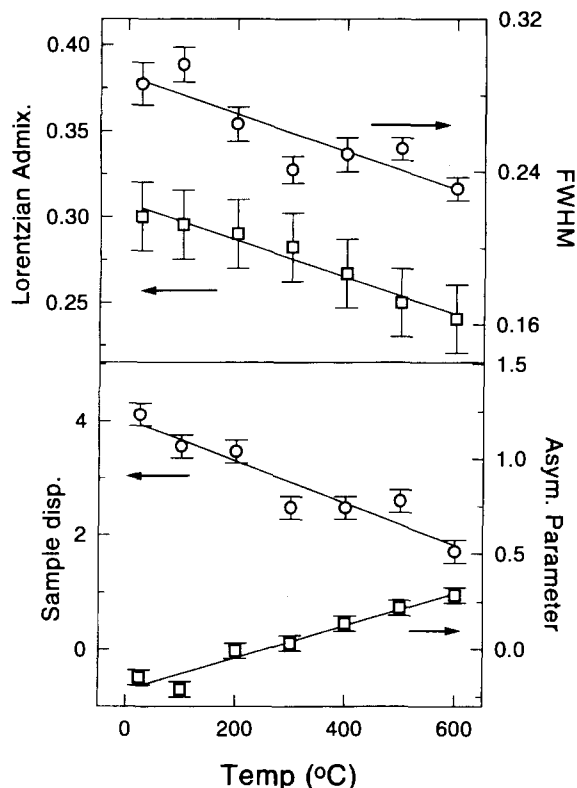 0.40
0.35
0.30
0.25
Lorentzian Admix.
0.32
0.24
0.16
FWHM
4
2
0
Sample disp.
1.5
1.0
0.5
0.0
Asym. Parameter
0 200 400 600
Temp (ºC)